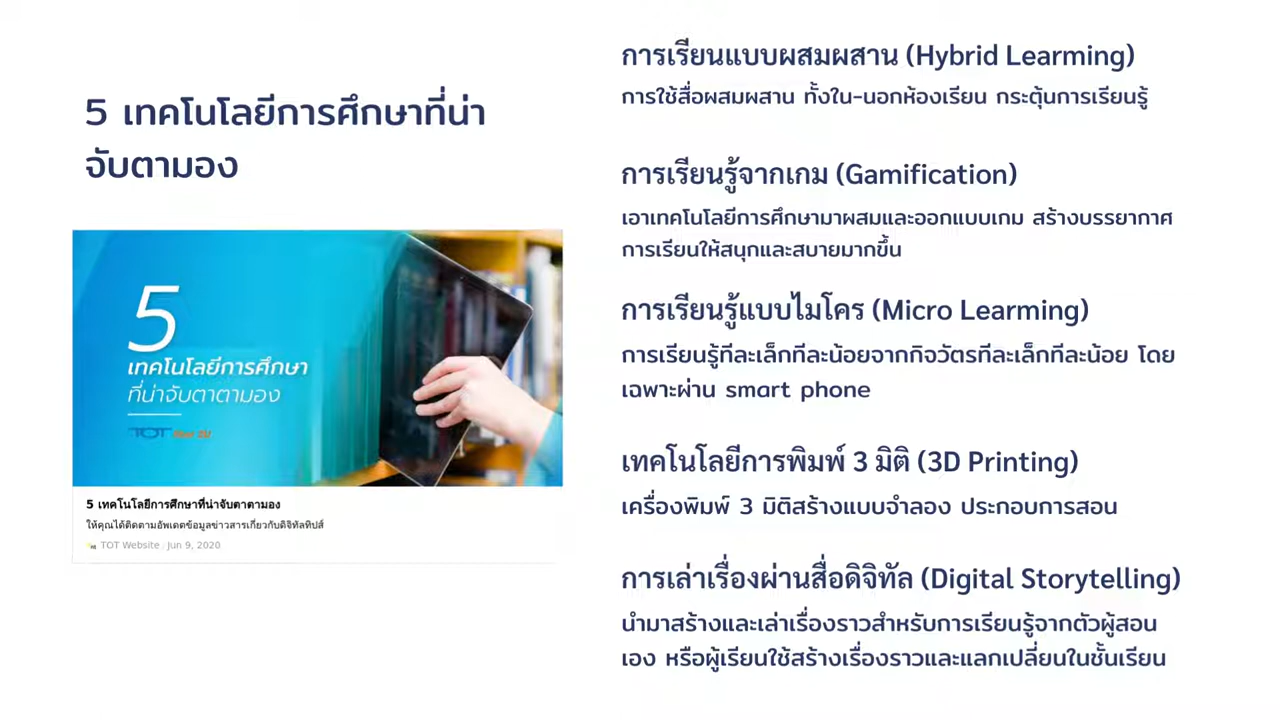 5 เทคโนโลยีการศึกษาที่น่า
จับตามอง
5
เทคโนโลยีการศึกษา
ที่น่าจับตาตามอง
TOT
5 เทคโนโลยีการศึกษาที่น่าจับตาตามอง
ให้คุณได้ติดตามอัพเดตข้อมูลข่าวสารเกี่ยวกับดิจิทัลทิปส์
TOT Website . Jun 9, 2020
การเรียนแบบผสมผสาน (Hybrid Learming)
การใช้สื่อผสมผสาน ทั้งใน-นอกห้องเรียน กระตุ้นการเรียนรู้
การเรียนรู้จากเกม (Gamification)
เอาเทคโนโลยีการศึกษามาผสมและออกแบบเกม สร้างบรรยากาศ
การเรียนให้สนุกและสบายมากขึ้น
การเรียนรู้แบบไมโคร (Micro Learming)
การเรียนรู้ทีละเล็กทีละน้อยจากกิจวัตรทีละเล็กทีละน้อย โดย
เฉพาะผ่าน smart phone
เทคโนโลยีการพิมพ์ 3 มิติ (3D Printing)
เครื่องพิมพ์ 3 มิติสร้างแบบจำลอง ประกอบการสอน
การเล่าเรื่องผ่านสื่อดิจิทัล (Digital Storytelling)
นำมาสร้างและเล่าเรื่องราวสำหรับการเรียนรู้จากตัวผู้สอน
เอง หรือผู้เรียนใช้สร้างเรื่องราวและแลกเปลี่ยนในชั้นเรียน